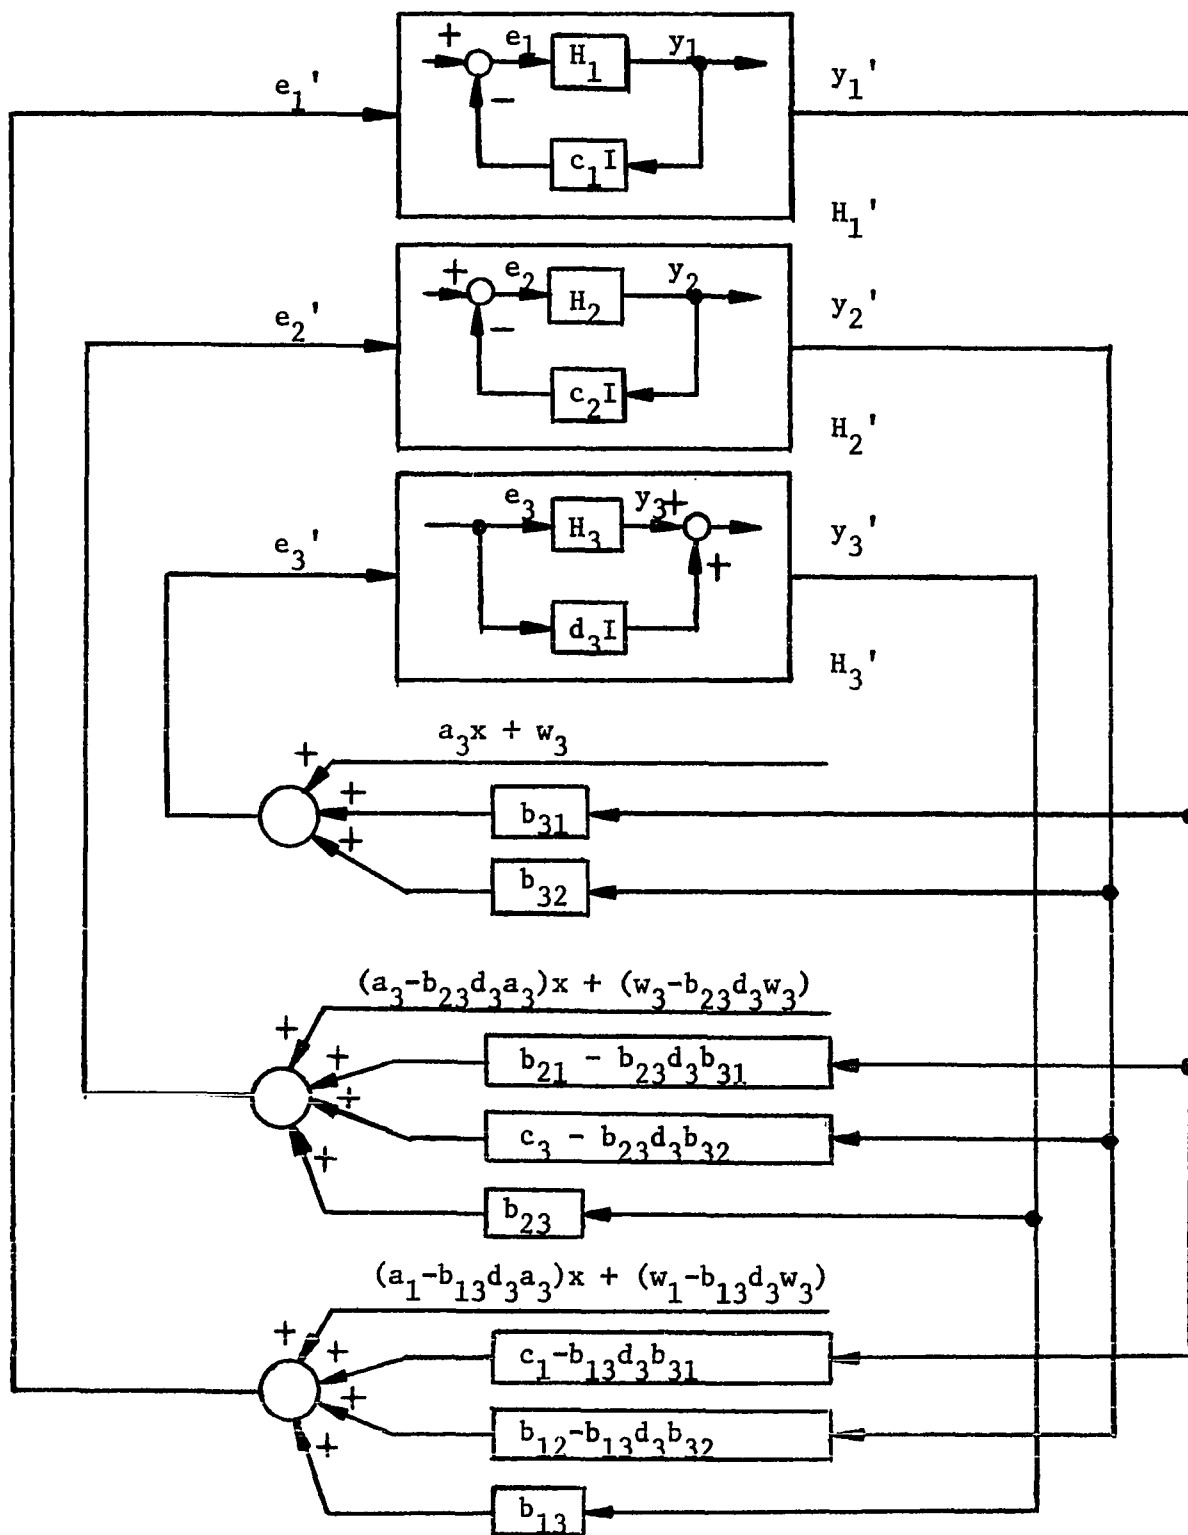 + e1 H1 y1
e1' − y1'
c1I
H1'
+ e2 H2 y2
e2' − y2'
c2I
H2'
e3 H3 y3 +
e3' + y3'
d3I
H3'
a3x + w3
+
+ b31
+
b32
(a3-b23d3a3)x + (w3-b23d3w3)
+
+ b21 - b23d3b31
+
c3 - b23d3b32
+
b23
(a1-b13d3a3)x + (w1-b13d3w3)
+
+ c1-b13d3b31
+
b12-b13d3b32
+
b13